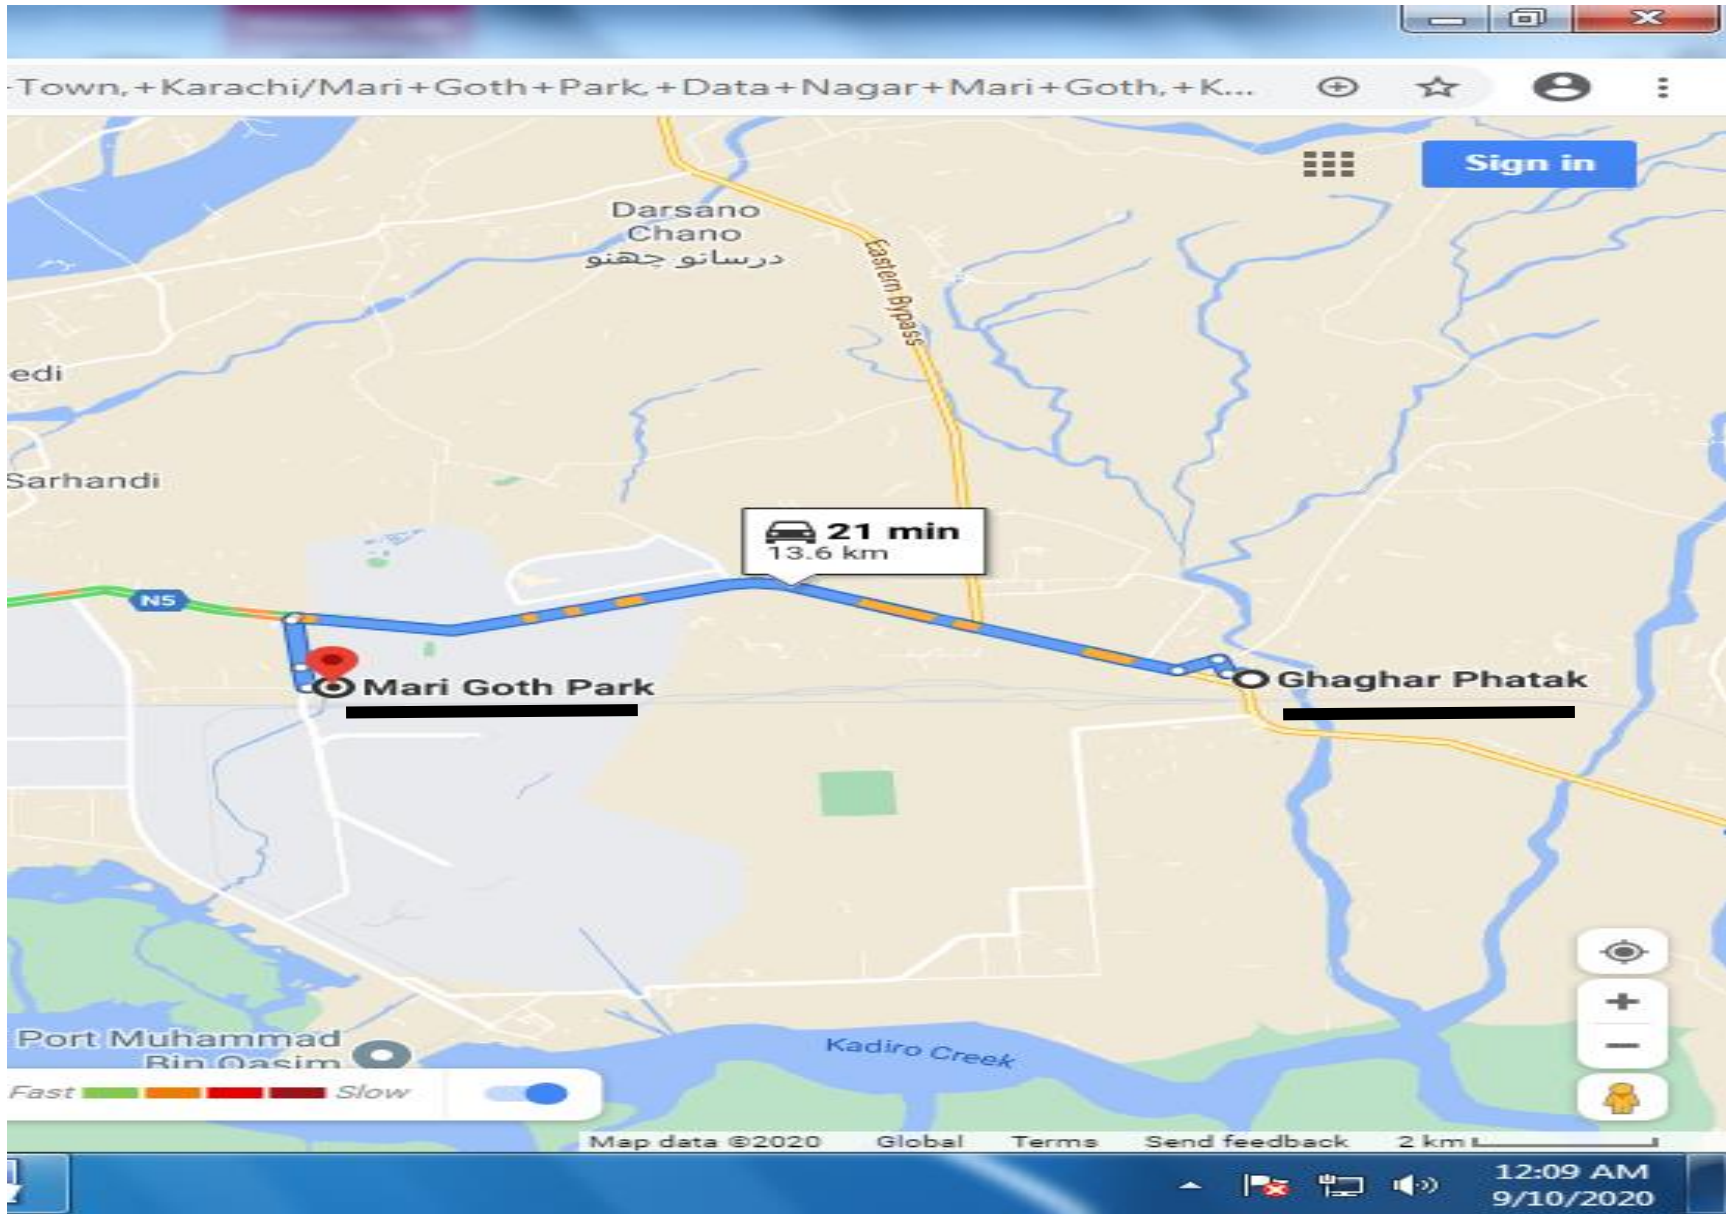 -Town,+Karachi/Mari+Goth+Park,+Data+Nagar+Mari+Goth,+K...
Sign in
Darsano
Chano
درسانو چھنو
Eastern Bypass
edi
Sarhandi
21 min
13.6 km
N5
Mari Goth Park
Ghaghar Phatak
Port Muhammad
Bin Qasim
Kadiro Creek
Fast
Slow
Map data ©2020 Global Terms Send feedback 2 km
12:09 AM
9/10/2020